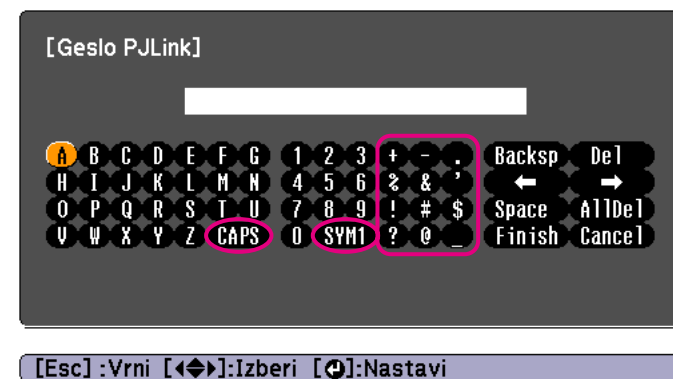 [Geslo PJLink]
A B C D E F G 1 2 3 + - . Backsp Del
H I J K L M N 4 5 6 % & ' ← →
O P Q R S T U 7 8 9 ! # $ Space AllDel
V W X Y Z CAPS 0 SYM1 ? @ _ Finish Cancel
[Esc] :Vrni [◀◆▶]:Izberi [⏎]:Nastavi